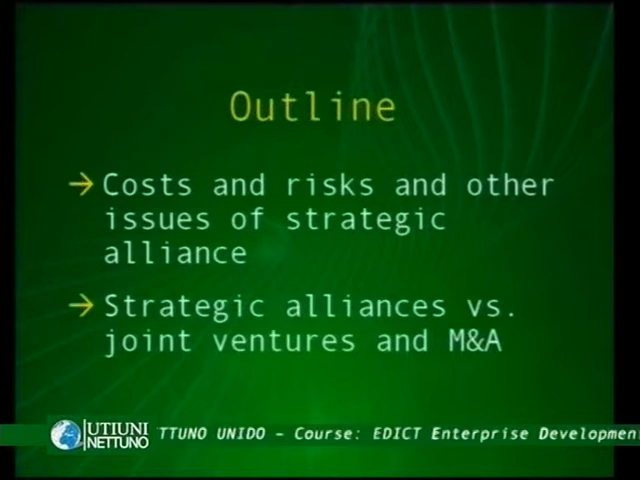 Outline
→ Costs and risks and other
issues of strategic
alliance
→ Strategic alliances vs.
joint ventures and M&A
UTIUNI
NETTUNO
TTUNO UNIDO - Course: EDICT Enterprise Developmen